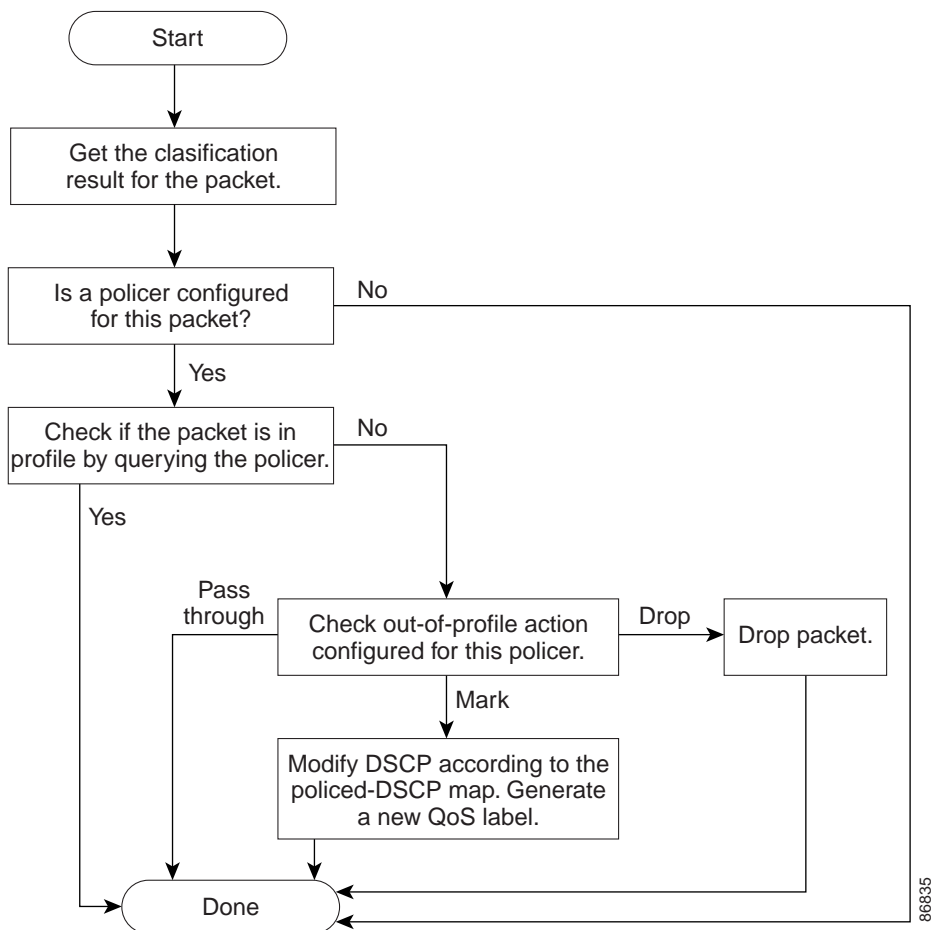 Start
Get the clasification
result for the packet.
Is a policer configured
for this packet?
No
Yes
Check if the packet is in
profile by querying the policer.
No
Yes
Pass
through
Check out-of-profile action
configured for this policer.
Drop
Drop packet.
Mark
Modify DSCP according to the
policed-DSCP map. Generate
a new QoS label.
Done
86835